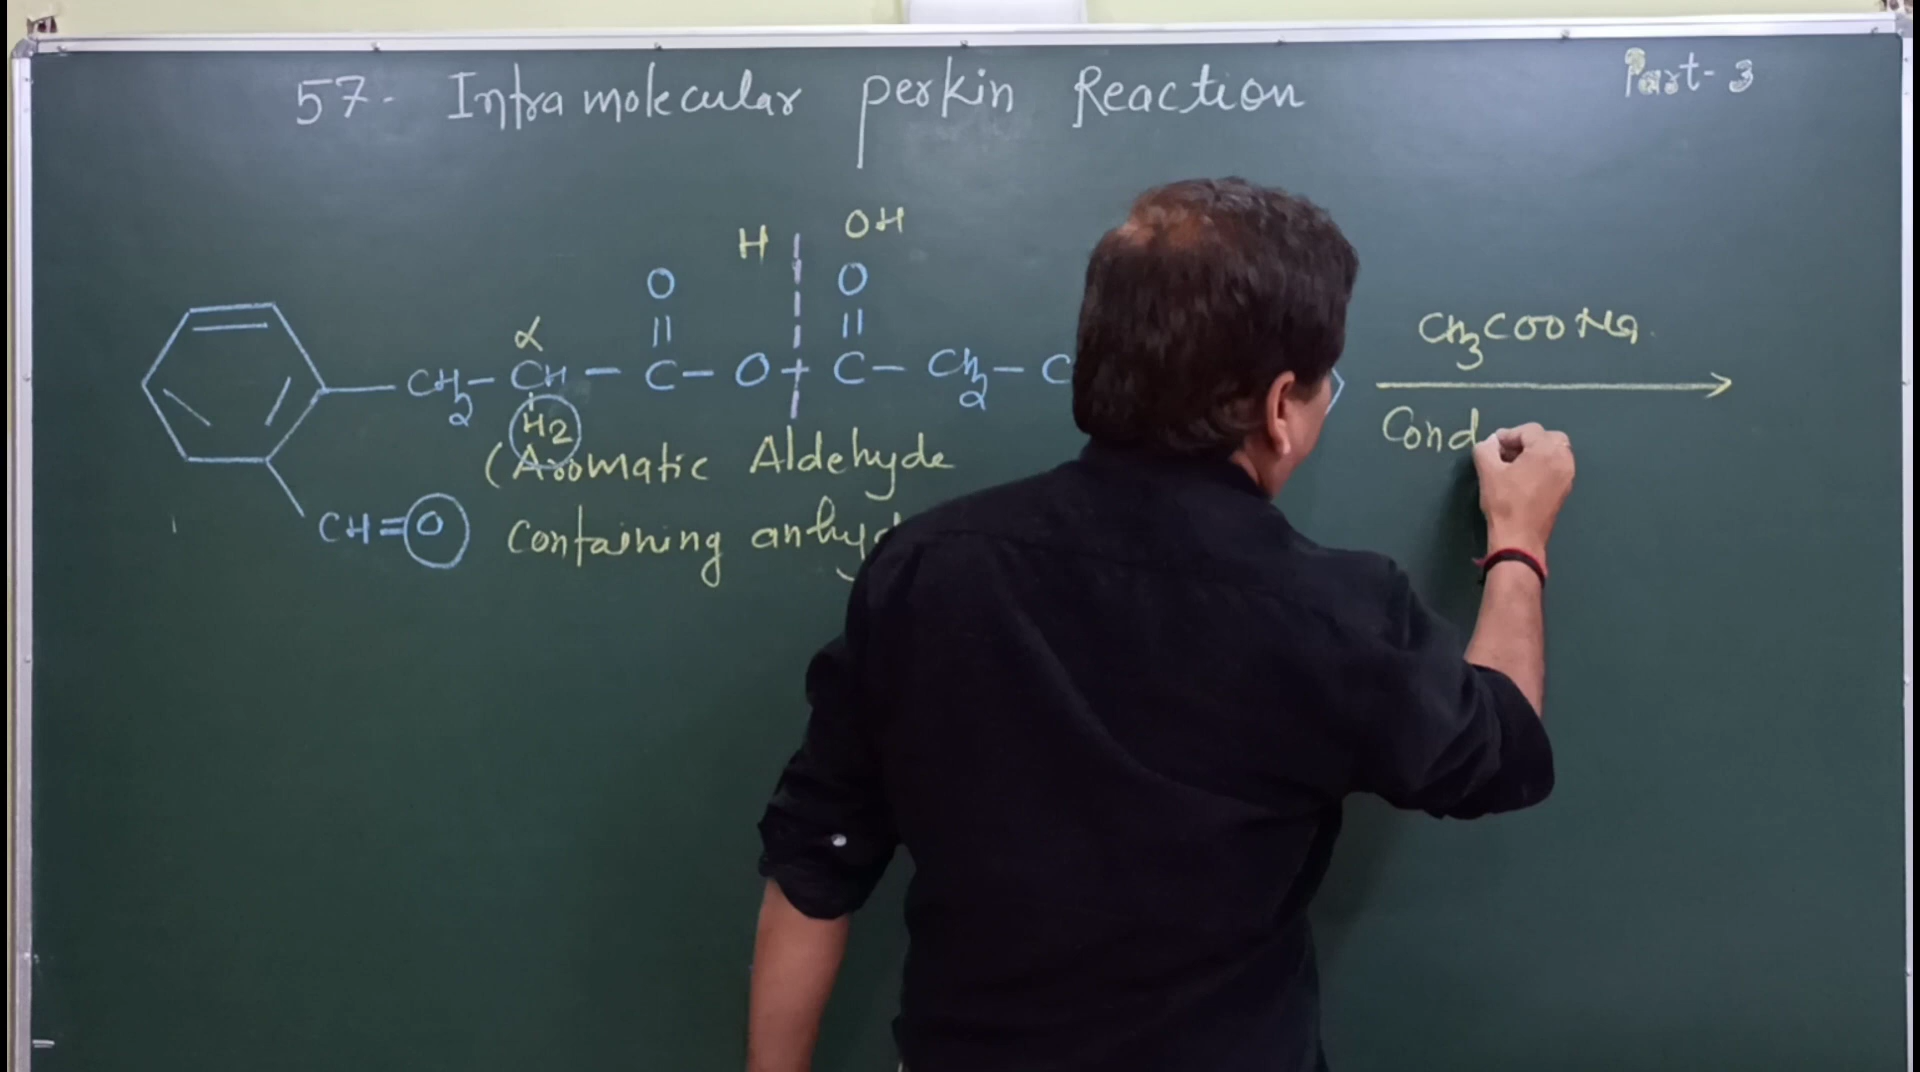 57- Intramolecular perkin Reaction
Part-3
H
OH
O
O
α
CH2-CH-C-O-C-CH2-C
H2
CH3COONa
Cond
(Aromatic Aldehyde
CH=O
containing anhyd